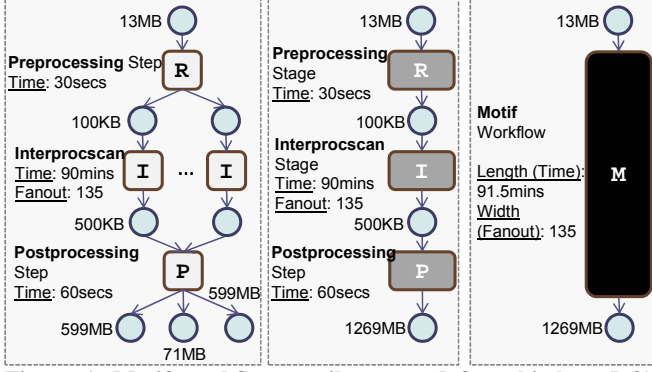 13MB
Preprocessing Step
Time: 30secs
R
100KB
Interprocscan
Time: 90mins
Fanout: 135
I ... I
500KB
Postprocessing
Step
Time: 60secs
P
599MB
599MB
71MB
13MB
Preprocessing
Stage
Time: 30secs
R
100KB
Interprocscan
Stage
Time: 90mins
Fanout: 135
I
500KB
Postprocessing
Step
Time: 60secs
P
1269MB
13MB
Motif
Workflow
Length (Time):
91.5mins
Width
(Fanout): 135
M
1269MB